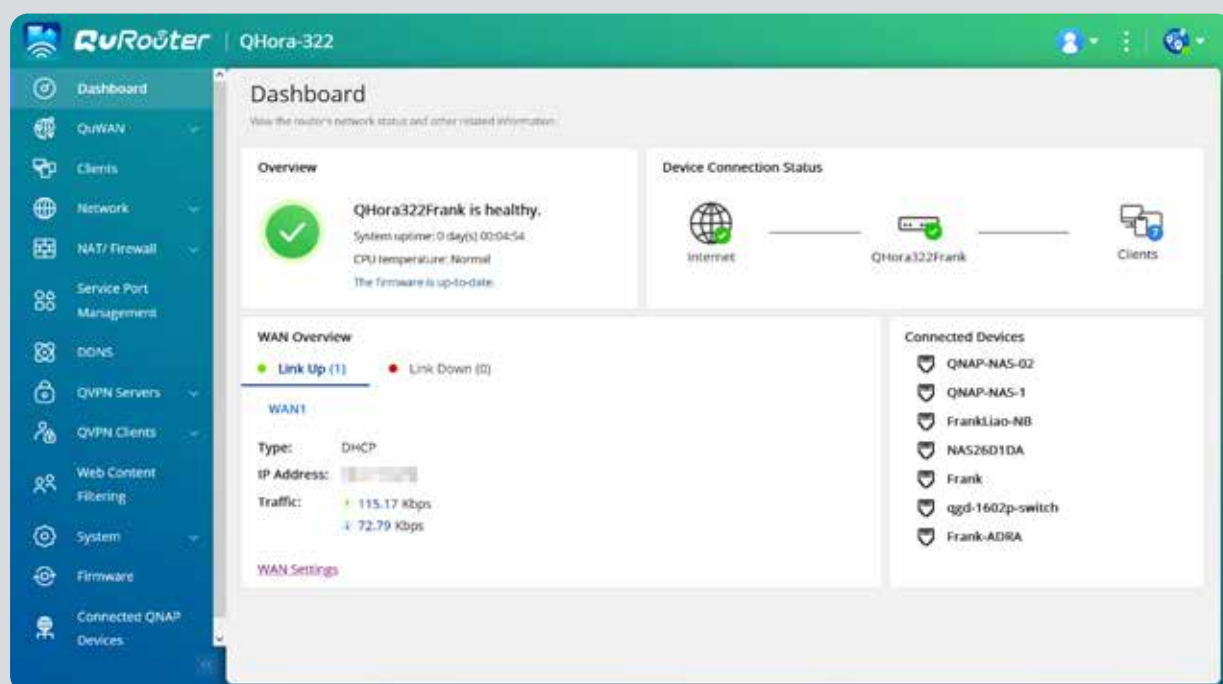 QuRouter | QHora-322
Dashboard
QuWAN
Clients
Network
NAT/ Firewall
Service Port
Management
DDNS
QVPN Servers
QVPN Clients
Web Content
Filtering
System
Firmware
Connected QNAP
Devices
Dashboard
View the router's network status and other related information.
Overview
QHora322Frank is healthy.
System uptime: 0 day(s) 00:04:54
CPU temperature: Normal
The firmware is up-to-date.
Device Connection Status
Internet
QHora322Frank
7
Clients
WAN Overview
Link Up (1)
Link Down (0)
WAN1
Type: DHCP
IP Address:
Traffic: 115.17 Kbps
72.79 Kbps
WAN Settings
Connected Devices
QNAP-NAS-02
QNAP-NAS-1
FrankLiao-NB
NAS26D1DA
Frank
qgd-1602p-switch
Frank-ADRA